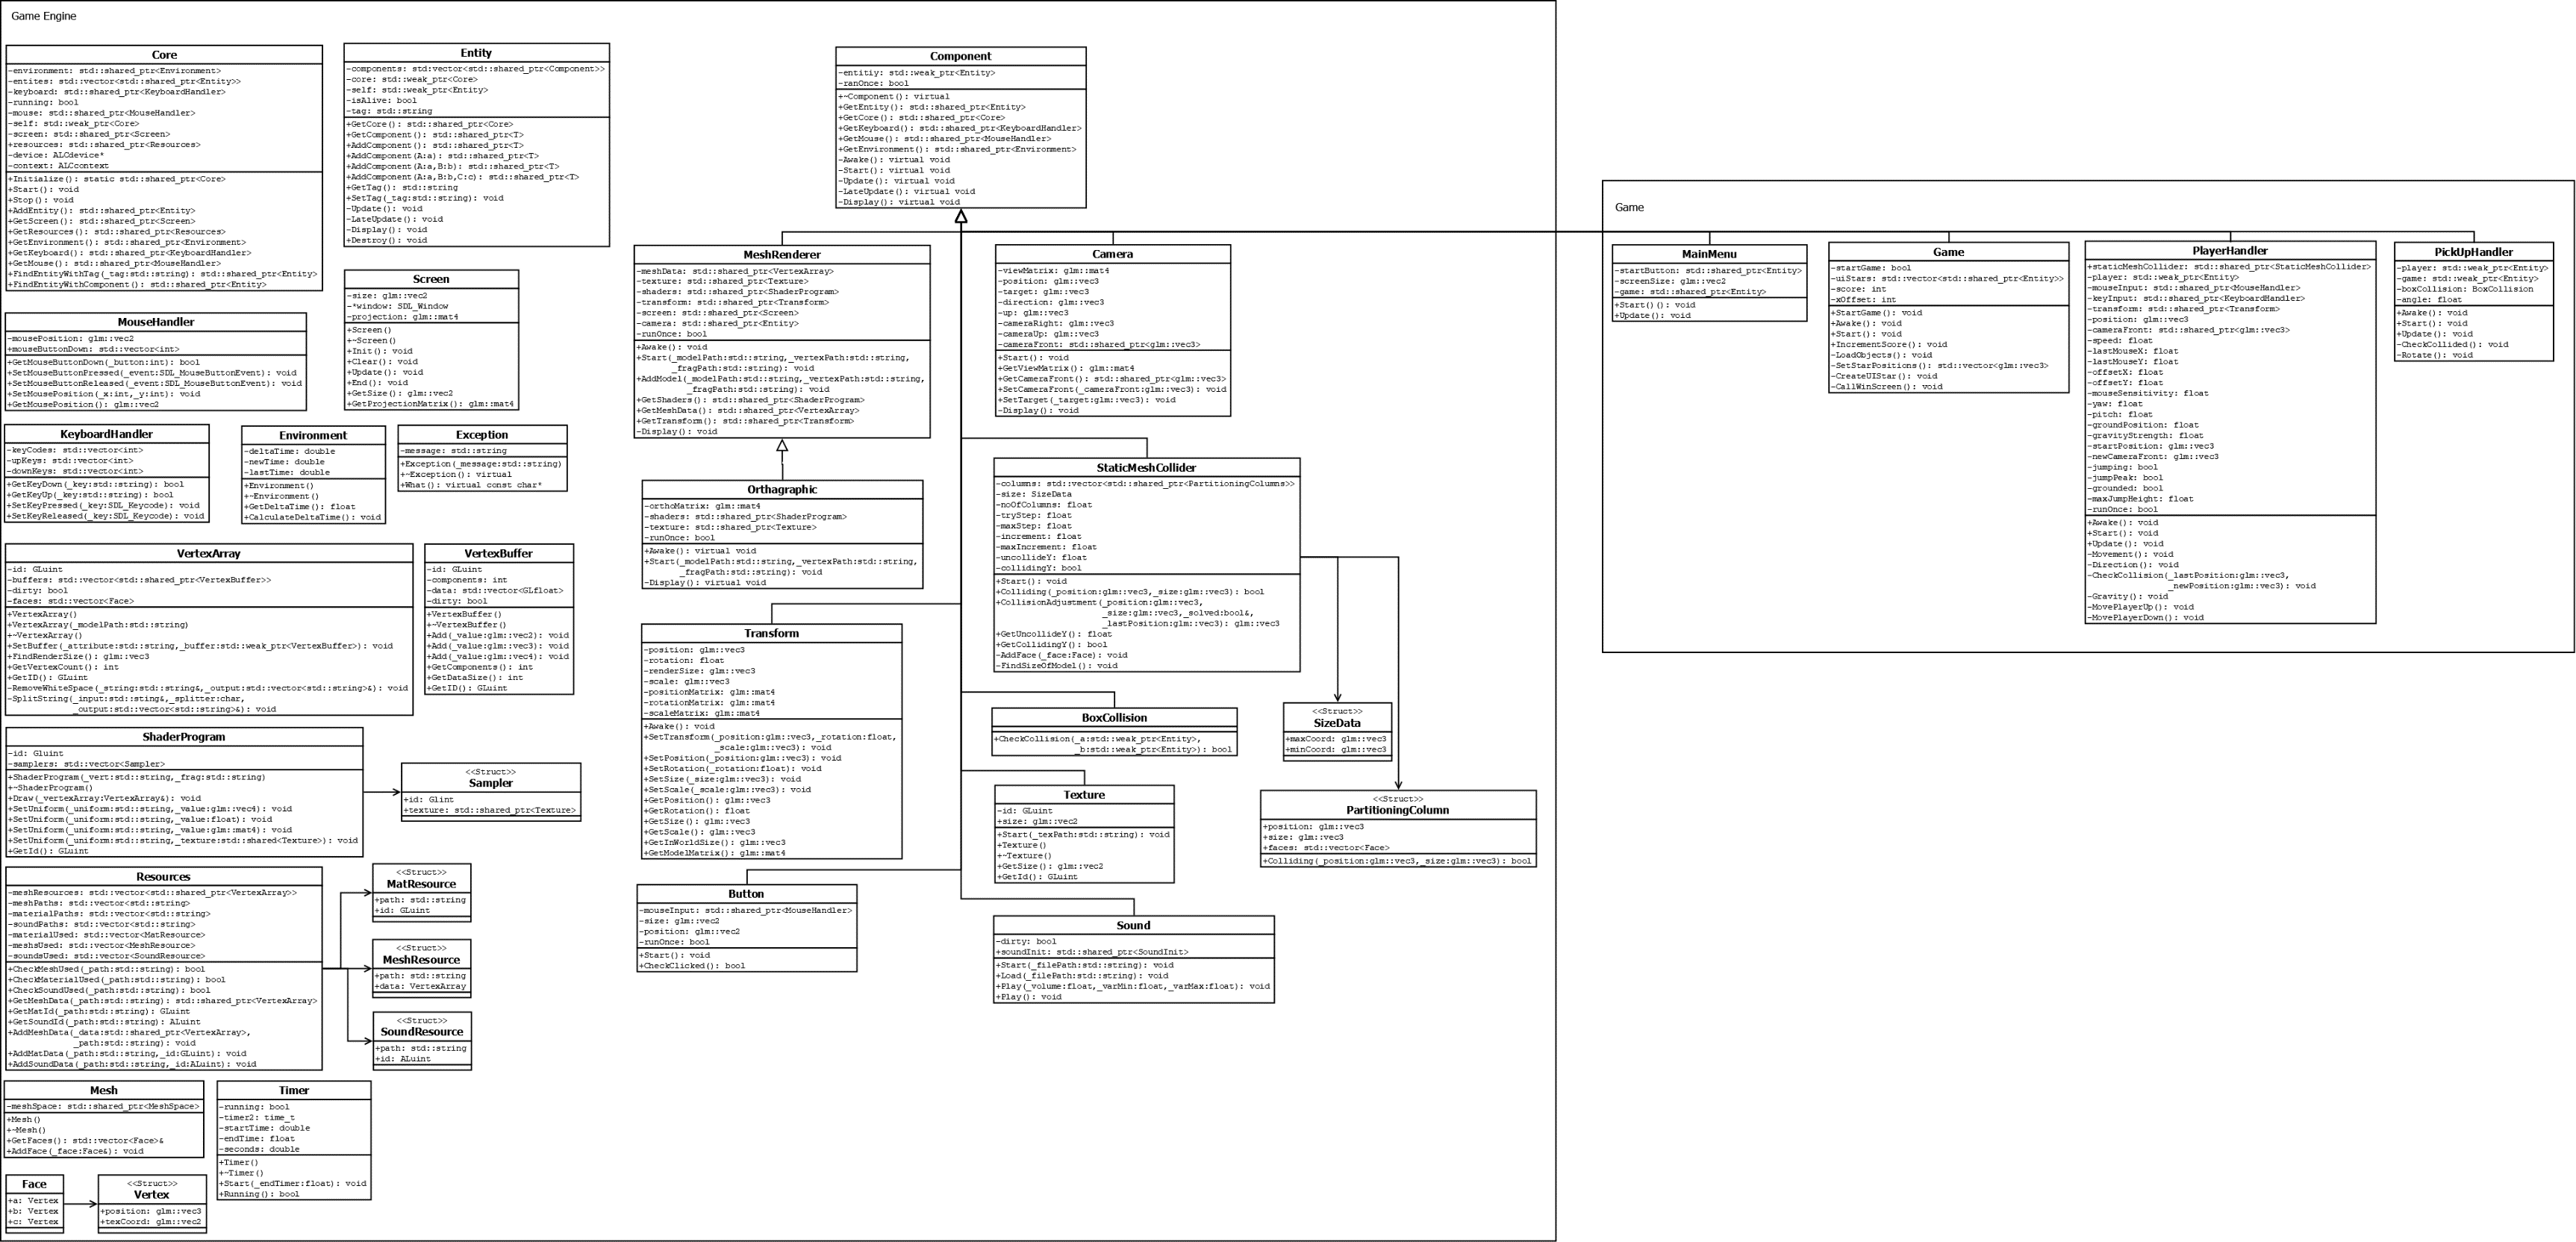 Game Engine
Core
-environment: std::shared_ptr<Environment>
-entites: std::vector<std::shared_ptr<Entity>>
-keyboard: std::shared_ptr<KeyboardHandler>
-running: bool
-mouse: std::shared_ptr<MouseHandler>
-self: std::weak_ptr<Core>
-screen: std::shared_ptr<Screen>
+resources: std::shared_ptr<Resources>
-device: ALCdevice*
-context: ALCcontext
+Initialize(): static std::shared_ptr<Core>
+Start(): void
+Stop(): void
+AddEntity(): std::shared_ptr<Entity>
+GetScreen(): std::shared_ptr<Screen>
+GetResources(): std::shared_ptr<Resources>
+GetEnvironment(): std::shared_ptr<Environment>
+GetKeyboard(): std::shared_ptr<KeyboardHandler>
+GetMouse(): std::shared_ptr<MouseHandler>
+FindEntityWithTag(_tag:std::string): std::shared_ptr<Entity>
+FindEntityWithComponent(): std::shared_ptr<Entity>
Entity
-components: std:vector<std::shared_ptr<Component>>
-core: std::weak_ptr<Core>
-self: std::weak_ptr<Entity>
-isAlive: bool
-tag: std::string
+GetCore(): std::shared_ptr<Core>
+GetComponent(): std::shared_ptr<T>
+AddComponent(): std::shared_ptr<T>
+AddComponent(A:a): std::shared_ptr<T>
+AddComponent(A:a,B:b): std::shared_ptr<T>
+AddComponent(A:a,B:b,C:c): std::shared_ptr<T>
+GetTag(): std::string
+SetTag(_tag:std::string): void
-Update(): void
-LateUpdate(): void
-Display(): void
+Destroy(): void
Screen
-size: glm::vec2
-*window: SDL_Window
-projection: glm::mat4
+Screen()
+~Screen()
+Init(): void
+Clear(): void
+Update(): void
+End(): void
+GetSize(): glm::vec2
+GetProjectionMatrix(): glm::mat4
MouseHandler
-mousePosition: glm::vec2
+mouseButtonDown: std::vector<int>
+GetMouseButtonDown(_button:int): bool
+SetMouseButtonPressed(_event:SDL_MouseButtonEvent): void
+SetMouseButtonReleased(_event:SDL_MouseButtonEvent): void
+SetMousePosition(_x:int,_y:int): void
+GetMousePosition(): glm::vec2
KeyboardHandler
-keyCodes: std::vector<int>
-upKeys: std::vector<int>
-downKeys: std::vector<int>
+GetKeyDown(_key:std::string): bool
+GetKeyUp(_key:std::string): bool
+SetKeyPressed(_key:SDL_Keycode): void
+SetKeyReleased(_key:SDL_Keycode): void
Environment
-deltaTime: double
-newTime: double
-lastTime: double
+Environment()
+~Environment()
+GetDeltaTime(): float
+CalculateDeltaTime(): void
Exception
-message: std::string
+Exception(_message:std::string)
+~Exception(): virtual
+What(): virtual const char*
VertexArray
-id: GLuint
-buffers: std::vector<std::shared_ptr<VertexBuffer>>
-dirty: bool
-faces: std::vector<Face>
+VertexArray()
+VertexArray(_modelPath:std::string)
+~VertexArray()
+SetBuffer(_attribute:std::string,_buffer:std::weak_ptr<VertexBuffer>): void
+FindRenderSize(): glm::vec3
+GetVertexCount(): int
+GetID(): GLuint
-RemoveWhiteSpace(_string:std::string&,_output:std::vector<std::string>&): void
-SplitString(_input:std::sting&,_splitter:char,
_output:std::vector<std::string>&): void
VertexBuffer
-id: GLuint
-components: int
-data: std::vector<GLfloat>
-dirty: bool
+VertexBuffer()
+~VertexBuffer()
+Add(_value:glm::vec2): void
+Add(_value:glm::vec3): void
+Add(_value:glm::vec4): void
+GetComponents(): int
+GetDataSize(): int
+GetID(): GLuint
ShaderProgram
-id: Gluint
-samplers: std::vector<Sampler>
+ShaderProgram(_vert:std::string,_frag:std::string)
+~ShaderProgram()
+Draw(_vertexArray:VertexArray&): void
+SetUniform(_uniform:std::string,_value:glm::vec4): void
+SetUniform(_uniform:std::string,_value:float): void
+SetUniform(_uniform:std::string,_value:glm::mat4): void
+SetUniform(_uniform:std::string,_texture:std::shared<Texture>): void
+GetId(): GLuint
<<Struct>>
Sampler
+id: Glint
+texture: std::shared_ptr<Texture>
Resources
-meshResources: std::vector<std::shared_ptr<VertexArray>>
-meshPaths: std::vector<std::string>
-materialPaths: std::vector<std::string>
-soundPaths: std::vector<std::string>
-materialUsed: std::vector<MatResource>
-meshsUsed: std::vector<MeshResource>
-soundsUsed: std::vector<SoundResource>
+CheckMeshUsed(_path:std::string): bool
+CheckMaterialUsed(_path:std::string): bool
+CheckSoundUsed(_path:std::string): bool
+GetMeshData(_path:std::string): std::shared_ptr<VertexArray>
+GetMatId(_path:std::string): GLuint
+GetSoundId(_path:std::string): ALuint
+AddMeshData(_data:std::shared_ptr<VertexArray>,
_path:std::string): void
+AddMatData(_path:std::string,_id:GLuint): void
+AddSoundData(_path:std::string,_id:ALuint): void
<<Struct>>
MatResource
+path: std::string
+id: GLuint
<<Struct>>
MeshResource
+path: std::string
+data: VertexArray
<<Struct>>
SoundResource
+path: std::string
+id: ALuint
Mesh
-meshSpace: std::shared_ptr<MeshSpace>
+Mesh()
+~Mesh()
+GetFaces(): std::vector<Face>&
+AddFace(_face:Face&): void
Timer
-running: bool
-timer2: time_t
-startTime: double
-endTime: float
-seconds: double
+Timer()
+~Timer()
+Start(_endTimer:float): void
+Running(): bool
Face
+a: Vertex
+b: Vertex
+c: Vertex
<<Struct>>
Vertex
+position: glm::vec3
+texCoord: glm::vec2
Component
-entitiy: std::weak_ptr<Entity>
-ranOnce: bool
+~Component(): virtual
+GetEntity(): std::shared_ptr<Entity>
+GetCore(): std::shared_ptr<Core>
+GetKeyboard(): std::shared_ptr<KeyboardHandler>
+GetMouse(): std::shared_ptr<MouseHandler>
+GetEnvironment(): std::shared_ptr<Environment>
-Awake(): virtual void
-Start(): virtual void
-Update(): virtual void
-LateUpdate(): virtual void
-Display(): virtual void
MeshRenderer
-meshData: std::shared_ptr<VertexArray>
-texture: std::shared_ptr<Texture>
-shaders: std::shared_ptr<ShaderProgram>
-transform: std::shared_ptr<Transform>
-screen: std::shared_ptr<Screen>
-camera: std::shared_ptr<Entity>
-runOnce: bool
+Awake(): void
+Start(_modelPath:std::string,_vertexPath:std::string,
_fragPath:std::string): void
+AddModel(_modelPath:std::string,_vertexPath:std::string,
_fragPath:std::string): void
+GetShaders(): std::shared_ptr<ShaderProgram>
+GetMeshData(): std::shared_ptr<VertexArray>
+GetTransform(): std::shared_ptr<Transform>
-Display(): void
Orthagraphic
-orthoMatrix: glm::mat4
-shaders: std::shared_ptr<ShaderProgram>
-texture: std::shared_ptr<Texture>
-runOnce: bool
+Awake(): virtual void
+Start(_modelPath:std::string,_vertexPath:std::string,
_fragPath:std::string): void
-Display(): virtual void
Transform
-position: glm::vec3
-rotation: float
-renderSize: glm::vec3
-scale: glm::vec3
-positionMatrix: glm::mat4
-rotationMatrix: glm::mat4
-scaleMatrix: glm::mat4
+Awake(): void
+SetTransform(_position:glm::vec3,_rotation:float,
_scale:glm::vec3): void
+SetPosition(_position:glm::vec3): void
+SetRotation(_rotation:float): void
+SetSize(_size:glm::vec3): void
+SetScale(_scale:glm::vec3): void
+GetPosition(): glm::vec3
+GetRotation(): float
+GetSize(): glm::vec3
+GetScale(): glm::vec3
+GetInWorldSize(): glm::vec3
+GetModelMatrix(): glm::mat4
Button
-mouseInput: std::shared_ptr<MouseHandler>
-size: glm::vec2
-position: glm::vec2
-runOnce: bool
+Start(): void
+CheckClicked(): bool
Camera
-viewMatrix: glm::mat4
-position: glm::vec3
-target: glm::vec3
-direction: glm::vec3
-up: glm::vec3
-cameraRight: glm::vec3
-cameraUp: glm::vec3
-cameraFront: std::shared_ptr<glm::vec3>
+Start(): void
+GetViewMatrix(): glm::mat4
+GetCameraFront(): std::shared_ptr<glm::vec3>
+SetCameraFront(_cameraFront:glm::vec3): void
+SetTarget(_target:glm::vec3): void
-Display(): void
StaticMeshCollider
-columns: std::vector<std::shared_ptr<PartitioningColumns>>
-size: SizeData
-noOfColumns: float
-tryStep: float
-maxStep: float
-increment: float
-maxIncrement: float
-uncollideY: float
-collidingY: bool
+Start(): void
+Colliding(_position:glm::vec3,_size:glm::vec3): bool
+CollisionAdjustment(_position:glm::vec3,
_size:glm::vec3,_solved:bool&,
_lastPosition:glm::vec3): glm::vec3
+GetUncollideY(): float
+GetCollidingY(): bool
-AddFace(_face:Face): void
-FindSizeOfModel(): void
BoxCollision
+CheckCollision(_a:std::weak_ptr<Entity>,
_b:std::weak_ptr<Entity>): bool
<<Struct>>
SizeData
+maxCoord: glm::vec3
+minCoord: glm::vec3
Texture
-id: GLuint
+size: glm::vec2
+Start(_texPath:std::string): void
+Texture()
+~Texture()
+GetSize(): glm::vec2
+GetId(): GLuint
<<Struct>>
PartitioningColumn
+position: glm::vec3
+size: glm::vec3
+faces: std::vector<Face>
+Colliding(_position:glm::vec3,_size:glm::vec3): bool
Sound
-dirty: bool
+soundInit: std::shared_ptr<SoundInit>
+Start(_filePath:std::string): void
+Load(_filePath:std::string): void
+Play(_volume:float,_varMin:float,_varMax:float): void
+Play(): void
Game
MainMenu
-startButton: std::shared_ptr<Entity>
-screenSize: glm::vec2
-game: std::shared_ptr<Entity>
+Start()(): void
+Update(): void
Game
-startGame: bool
-uiStars: std::vector<std::shared_ptr<Entity>>
-score: int
-xOffset: int
+StartGame(): void
+Awake(): void
+Start(): void
+IncrementScore(): void
-LoadObjects(): void
-SetStarPositions(): std::vector<glm::vec3>
-CreateUIStar(): void
-CallWinScreen(): void
PlayerHandler
+staticMeshCollider: std::shared_ptr<StaticMeshCollider>
-player: std::weak_ptr<Entity>
-mouseInput: std::shared_ptr<MouseHandler>
-keyInput: std::shared_ptr<KeyboardHandler>
-transform: std::shared_ptr<Transform>
-position: glm::vec3
-cameraFront: std::shared_ptr<glm::vec3>
-speed: float
-lastMouseX: float
-lastMouseY: float
-offsetX: float
-offsetY: float
-mouseSensitivity: float
-yaw: float
-pitch: float
-groundPosition: float
-gravityStrength: float
-startPosition: glm::vec3
-newCameraFront: glm::vec3
-jumping: bool
-jumpPeak: bool
-grounded: bool
-maxJumpHeight: float
-runOnce: bool
+Awake(): void
+Start(): void
+Update(): void
-Movement(): void
-Direction(): void
-CheckCollision(_lastPosition:glm::vec3,
_newPosition:glm::vec3): void
-Gravity(): void
-MovePlayerUp(): void
-MovePlayerDown(): void
PickUpHandler
-player: std::weak_ptr<Entity>
-game: std::weak_ptr<Entity>
-boxCollision: BoxCollision
-angle: float
+Awake(): void
+Start(): void
+Update(): void
-CheckCollided(): void
-Rotate(): void